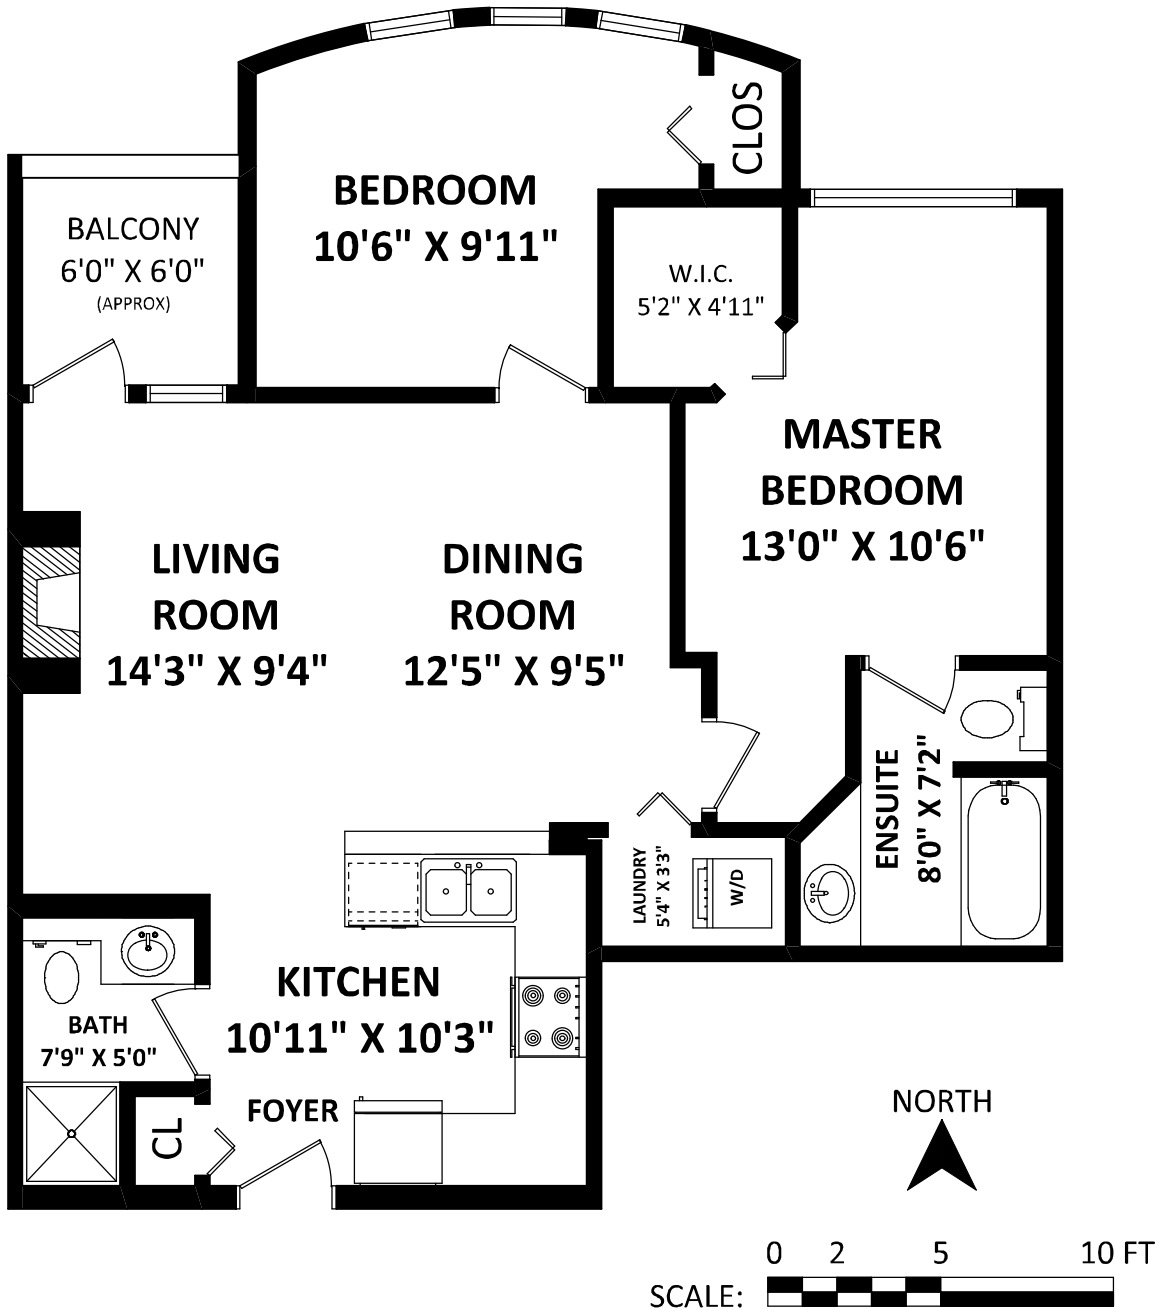 CLOS
BEDROOM
10'6" X 9'11"
BALCONY
6'0" X 6'0"
(APPROX)
W.I.C.
5'2" X 4'11"
MASTER
BEDROOM
13'0" X 10'6"
LIVING
ROOM
14'3" X 9'4"
DINING
ROOM
12'5" X 9'5"
ENSUITE
8'0" X 7'2"
LAUNDRY
5'4" X 3'3"
W/D
KITCHEN
10'11" X 10'3"
BATH
7'9" X 5'0"
FOYER
CL
NORTH
0 2 5 10 FT
SCALE: